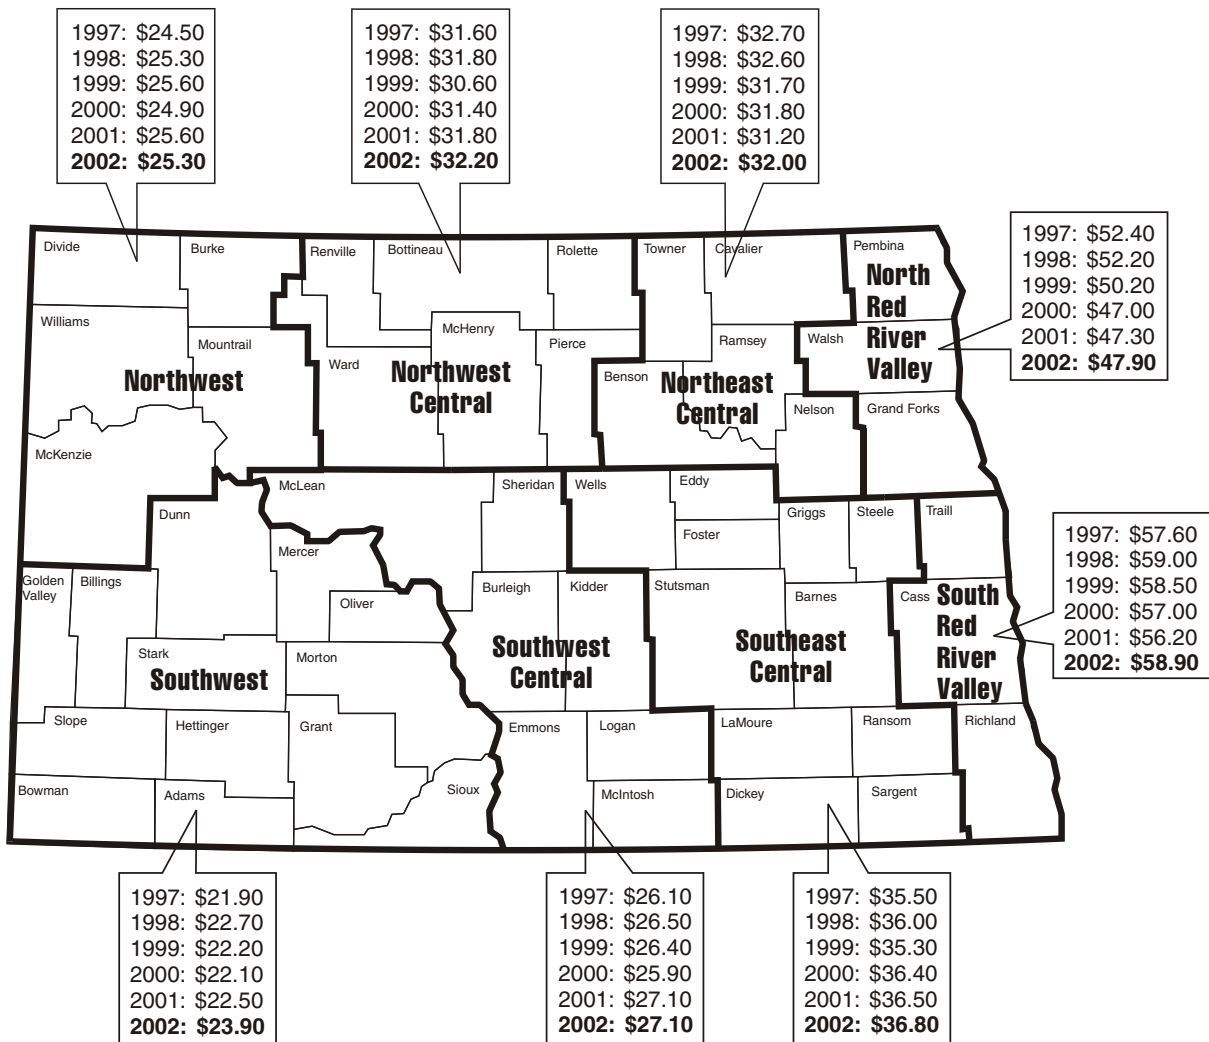 1997: $24.50
1998: $25.30
1999: $25.60
2000: $24.90
2001: $25.60
2002: $25.30
1997: $31.60
1998: $31.80
1999: $30.60
2000: $31.40
2001: $31.80
2002: $32.20
1997: $32.70
1998: $32.60
1999: $31.70
2000: $31.80
2001: $31.20
2002: $32.00
1997: $52.40
1998: $52.20
1999: $50.20
2000: $47.00
2001: $47.30
2002: $47.90
Divide
Burke
Renville
Bottineau
Rolette
Towner
Cavalier
Pembina
North
Red
River
Valley
Williams
Mountrail
Ward
McHenry
Pierce
Benson
Ramsey
Walsh
Northwest
Northwest
Central
Northeast
Central
Nelson
Grand Forks
McKenzie
McLean
Sheridan
Wells
Eddy
Dunn
Griggs
Steele
Traill
Foster
Mercer
1997: $57.60
1998: $59.00
1999: $58.50
2000: $57.00
2001: $56.20
2002: $58.90
Golden
Valley
Billings
Oliver
Burleigh
Kidder
Stutsman
Barnes
Cass
South
Red
River
Valley
Stark
Morton
Southwest
Southwest
Central
Southeast
Central
Slope
Hettinger
Grant
Emmons
Logan
LaMoure
Ransom
Richland
Bowman
Adams
Sioux
McIntosh
Dickey
Sargent
1997: $21.90
1998: $22.70
1999: $22.20
2000: $22.10
2001: $22.50
2002: $23.90
1997: $26.10
1998: $26.50
1999: $26.40
2000: $25.90
2001: $27.10
2002: $27.10
1997: $35.50
1998: $36.00
1999: $35.30
2000: $36.40
2001: $36.50
2002: $36.80